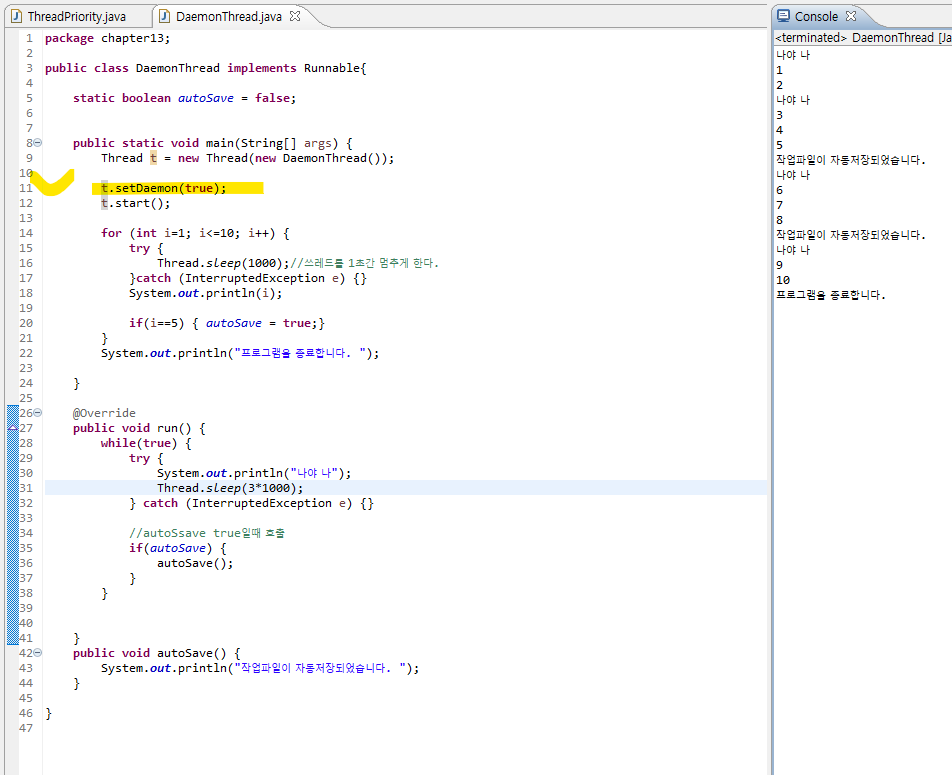 ThreadPriority.java
DaemonThread.java
1 package chapter13;
2
3 public class DaemonThread implements Runnable{
4
5 static boolean autoSave = false;
6
7
8 public static void main(String[] args) {
9 Thread t = new Thread(new DaemonThread());
10
11 t.setDaemon(true);
12 t.start();
13
14 for (int i=1; i<=10; i++) {
15 try {
16 Thread.sleep(1000);//쓰레드를 1초간 멈추게 한다.
17 }catch (InterruptedException e) {}
18 System.out.println(i);
19
20 if(i==5) { autoSave = true;}
21 }
22 System.out.println("프로그램을 종료합니다. ");
23
24 }
25
26 @Override
27 public void run() {
28 while(true) {
29 try {
30 System.out.println("나야 나");
31 Thread.sleep(3*1000);
32 } catch (InterruptedException e) {}
33
34 //autoSsave true일때 호출
35 if(autoSave) {
36 autoSave();
37 }
38 }
39
40
41 }
42 public void autoSave() {
43 System.out.println("작업파일이 자동저장되었습니다. ");
44 }
45
46 }
47
Console
<terminated> DaemonThread [Ja
나야 나
1
2
나야 나
3
4
5
작업파일이 자동저장되었습니다.
나야 나
6
7
8
작업파일이 자동저장되었습니다.
나야 나
9
10
프로그램을 종료합니다.